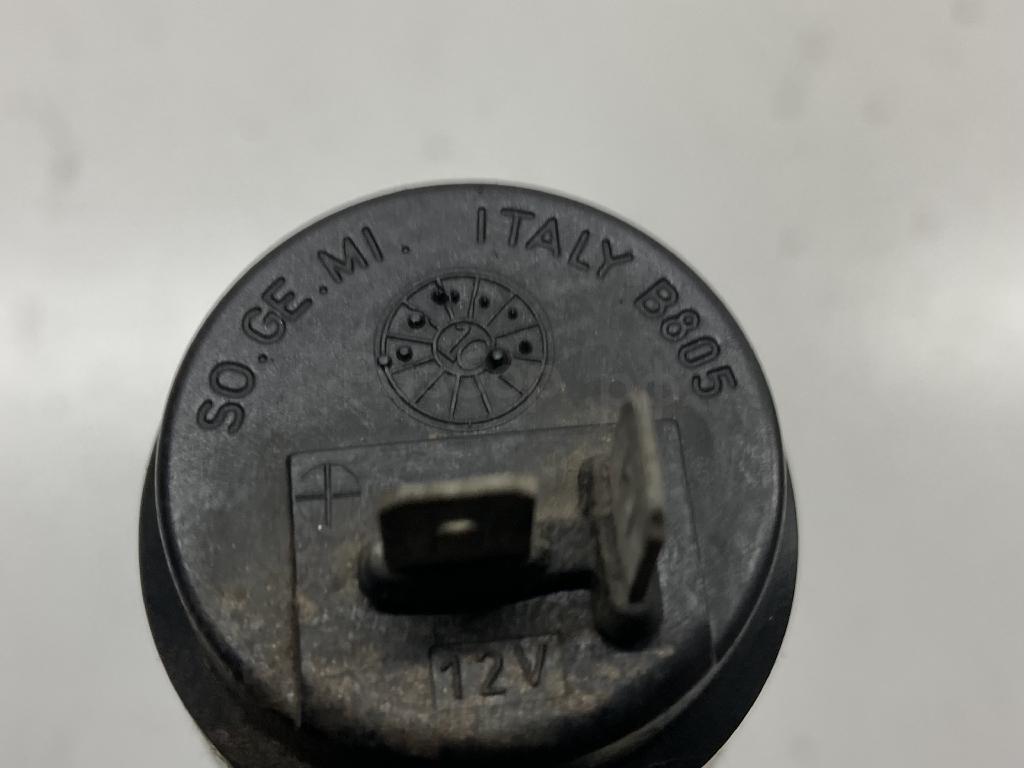 SO.GE.MI. ITALY B805
+
12V